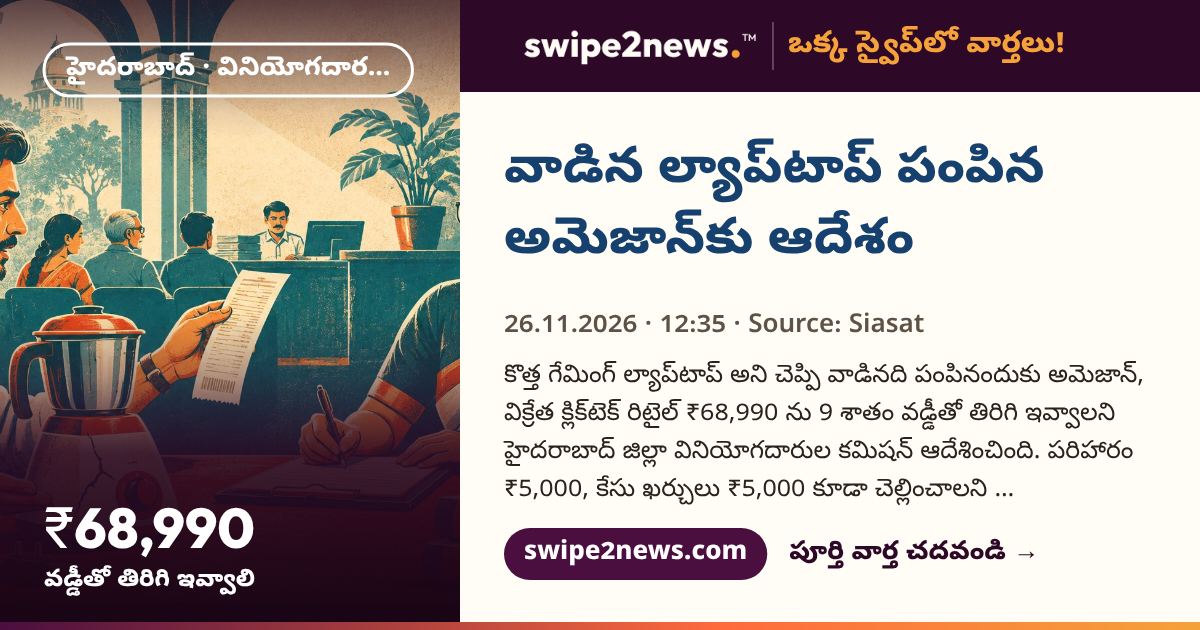 హైదరాబాద్ · వినియోగదార...
swipe2news.™ ఒక్క స్వైప్‌లో వార్తలు!
వాడిన ల్యాప్‌టాప్ పంపిన
అమెజాన్‌కు ఆదేశం
26.11.2026 · 12:35 · Source: Siasat
కొత్త గేమింగ్ ల్యాప్‌టాప్ అని చెప్పి వాడినది పంపినందుకు అమెజాన్,
విక్రేత క్లిక్‌టెక్ రిటైల్ ₹68,990 ను 9 శాతం వడ్డీతో తిరిగి ఇవ్వాలని
హైదరాబాద్ జిల్లా వినియోగదారుల కమిషన్ ఆదేశించింది. పరిహారం
₹5,000, కేసు ఖర్చులు ₹5,000 కూడా చెల్లించాలని ...
₹68,990
వడ్డీతో తిరిగి ఇవ్వాలి
swipe2news.com పూర్తి వార్త చదవండి →